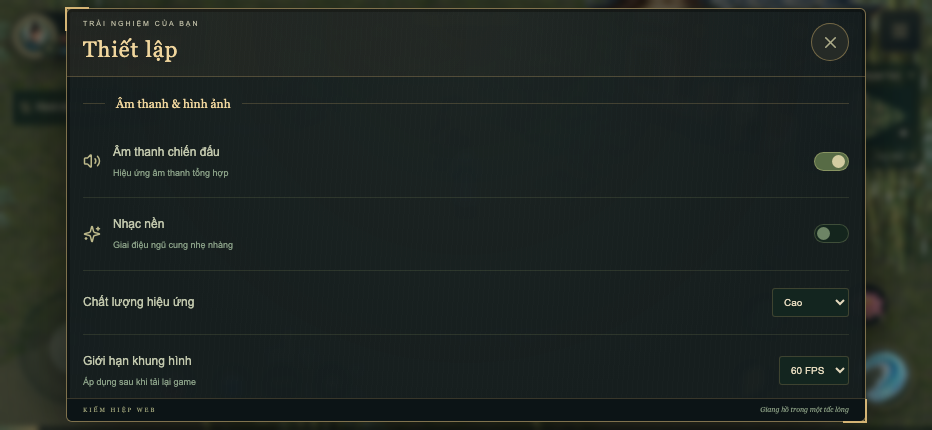 TRẢI NGHIỆM CỦA BẠN
Thiết lập
Âm thanh & hình ảnh
Âm thanh chiến đấu
Hiệu ứng âm thanh tổng hợp
Nhạc nền
Giai điệu ngũ cung nhẹ nhàng
Chất lượng hiệu ứng
Cao
Giới hạn khung hình
60 FPS
Áp dụng sau khi tải lại game
KIẾM HIỆP WEB
Giang hồ trong một tấc lòng